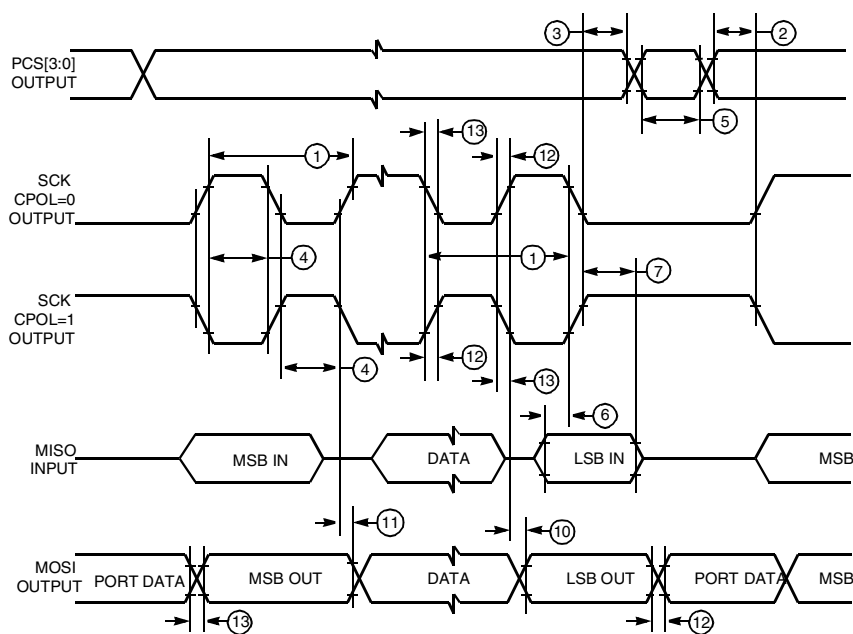 3
2
PCS[3:0]
OUTPUT
5
13
1
12
SCK
CPOL=0
OUTPUT
4
1
7
SCK
CPOL=1
OUTPUT
12
4
13
6
MISO
INPUT
MSB IN
DATA
LSB IN
MSB
11
10
MOSI
OUTPUT
PORT DATA
MSB OUT
DATA
LSB OUT
PORT DATA
MSB
13
12